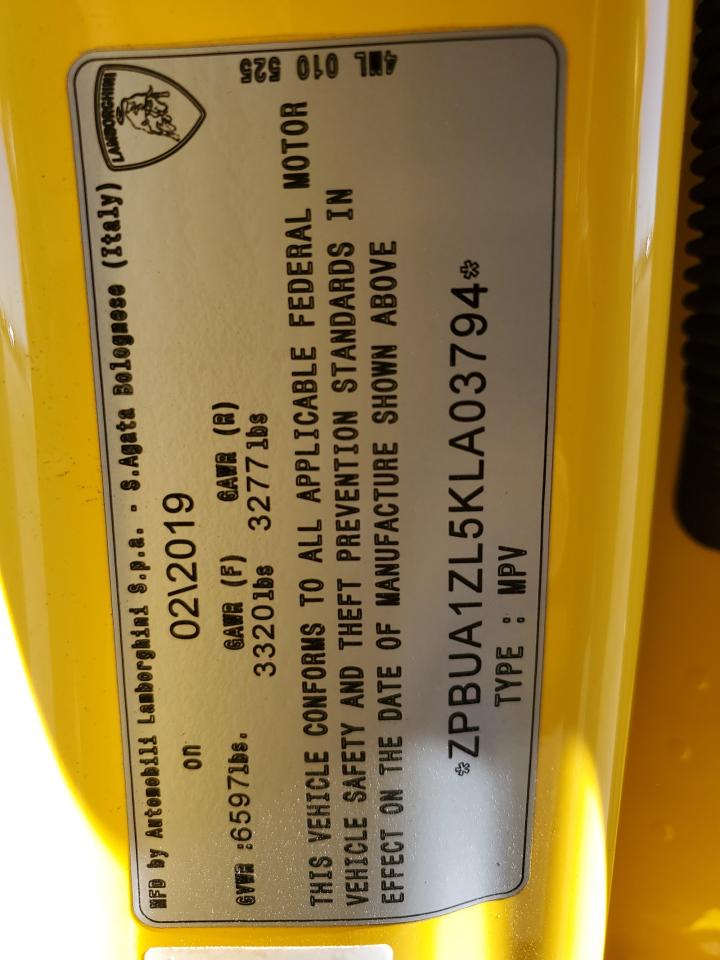 LAMBORGHINI
4ML 010 525
MFD by Automobili Lamborghini S.p.a. - S.Agata Bolognese (Italy)
on 02\2019
GVWR :6597lbs. GAWR (F) GAWR (R)
3320lbs 3277lbs
THIS VEHICLE CONFORMS TO ALL APPLICABLE FEDERAL MOTOR
VEHICLE SAFETY AND THEFT PREVENTION STANDARDS IN
EFFECT ON THE DATE OF MANUFACTURE SHOWN ABOVE
*ZPBUA1ZL5KLA03794*
TYPE : MPV